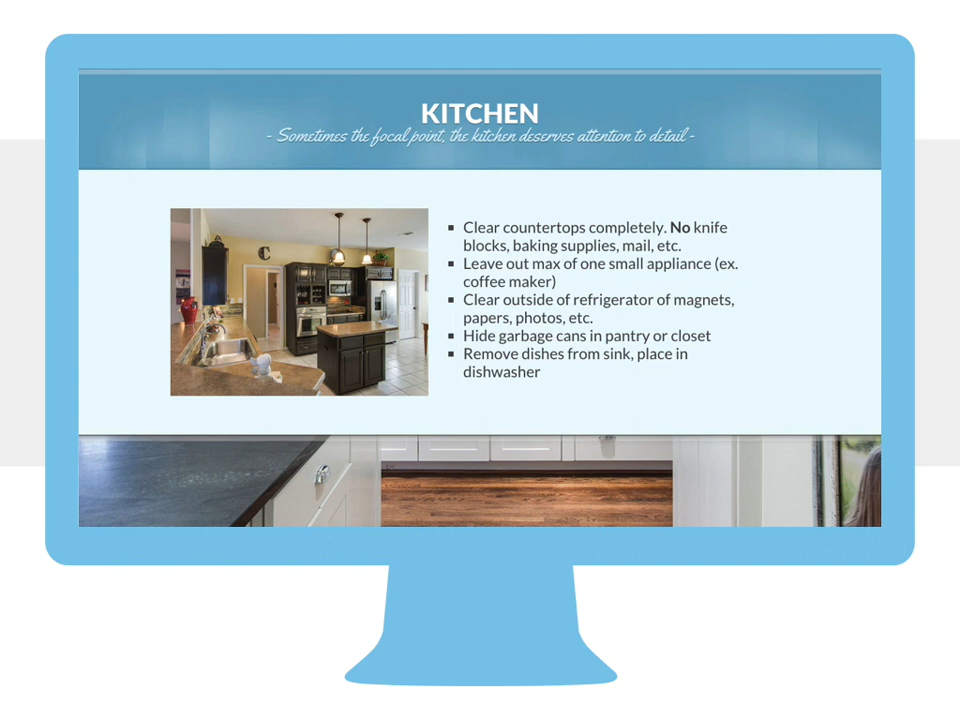 KITCHEN
- Sometimes the focal point, the kitchen deserves attention to detail -
C
▪ Clear countertops completely. No knife
blocks, baking supplies, mail, etc.
▪ Leave out max of one small appliance (ex.
coffee maker)
▪ Clear outside of refrigerator of magnets,
papers, photos, etc.
▪ Hide garbage cans in pantry or closet
▪ Remove dishes from sink, place in
dishwasher